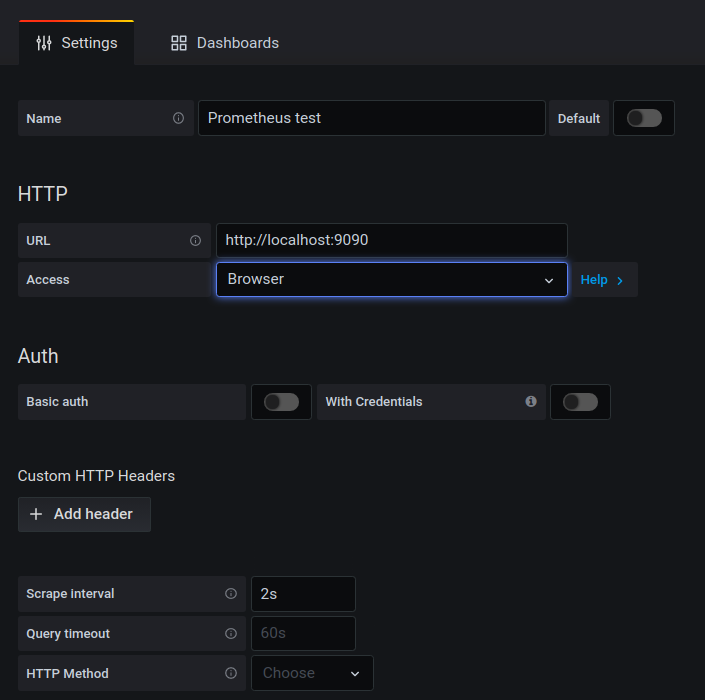 Settings Dashboards
Name Prometheus test Default
HTTP
URL http://localhost:9090
Access Browser Help
Auth
Basic auth With Credentials
Custom HTTP Headers
Add header
Scrape interval 2s
Query timeout 60s
HTTP Method Choose